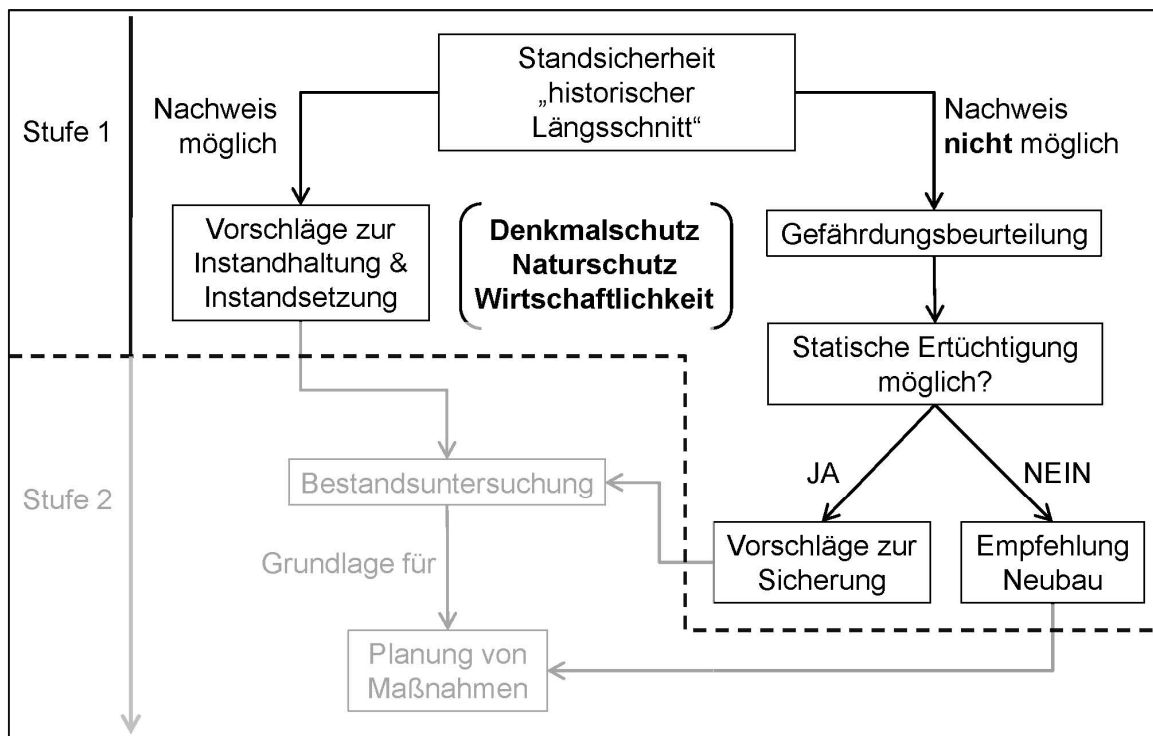 Standsicherheit
„historischer
Längsschnitt“
Nachweis
möglich
Nachweis
nicht möglich
Stufe 1
Vorschläge zur
Instandhaltung &
Instandsetzung
Denkmalschutz
Naturschutz
Wirtschaftlichkeit
Gefährdungsbeurteilung
Statische Ertüchtigung
möglich?
JA
NEIN
Stufe 2
Bestandsuntersuchung
Vorschläge zur
Sicherung
Empfehlung
Neubau
Grundlage für
Planung von
Maßnahmen